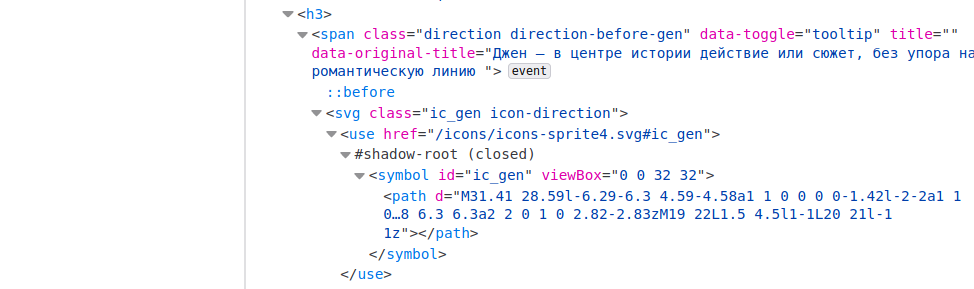 <h3>
<span class="direction direction-before-gen" data-toggle="tooltip" title=""
data-original-title="Джен — в центре истории действие или сюжет, без упора на
романтическую линию "> event
::before
<svg class="ic_gen icon-direction">
<use href="/icons/icons-sprite4.svg#ic_gen">
#shadow-root (closed)
<symbol id="ic_gen" viewBox="0 0 32 32">
<path d="M31.41 28.59l-6.29-6.3 4.59-4.58a1 1 0 0 0 0-1.42l-2-2a1 1
0…8 6.3 6.3a2 2 0 1 0 2.82-2.83zM19 22L1.5 4.5l1-1L20 21l-1
1z"></path>
</symbol>
</use>